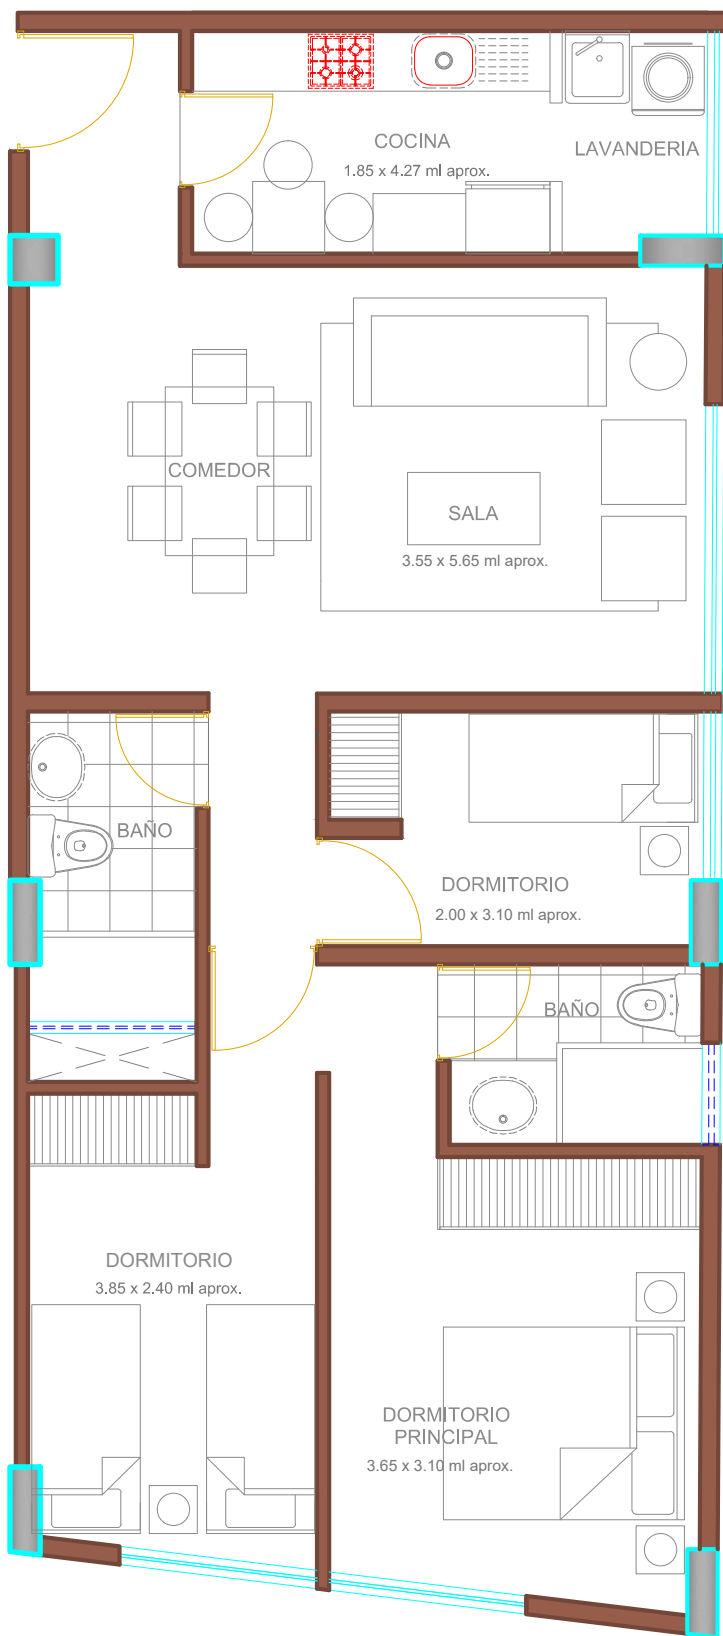 COCINA
1.85 x 4.27 ml aprox.
LAVANDERIA
COMEDOR
SALA
3.55 x 5.65 ml aprox.
BAÑO
DORMITORIO
2.00 x 3.10 ml aprox.
BAÑO
DORMITORIO
3.85 x 2.40 ml aprox.
DORMITORIO
PRINCIPAL
3.65 x 3.10 ml aprox.